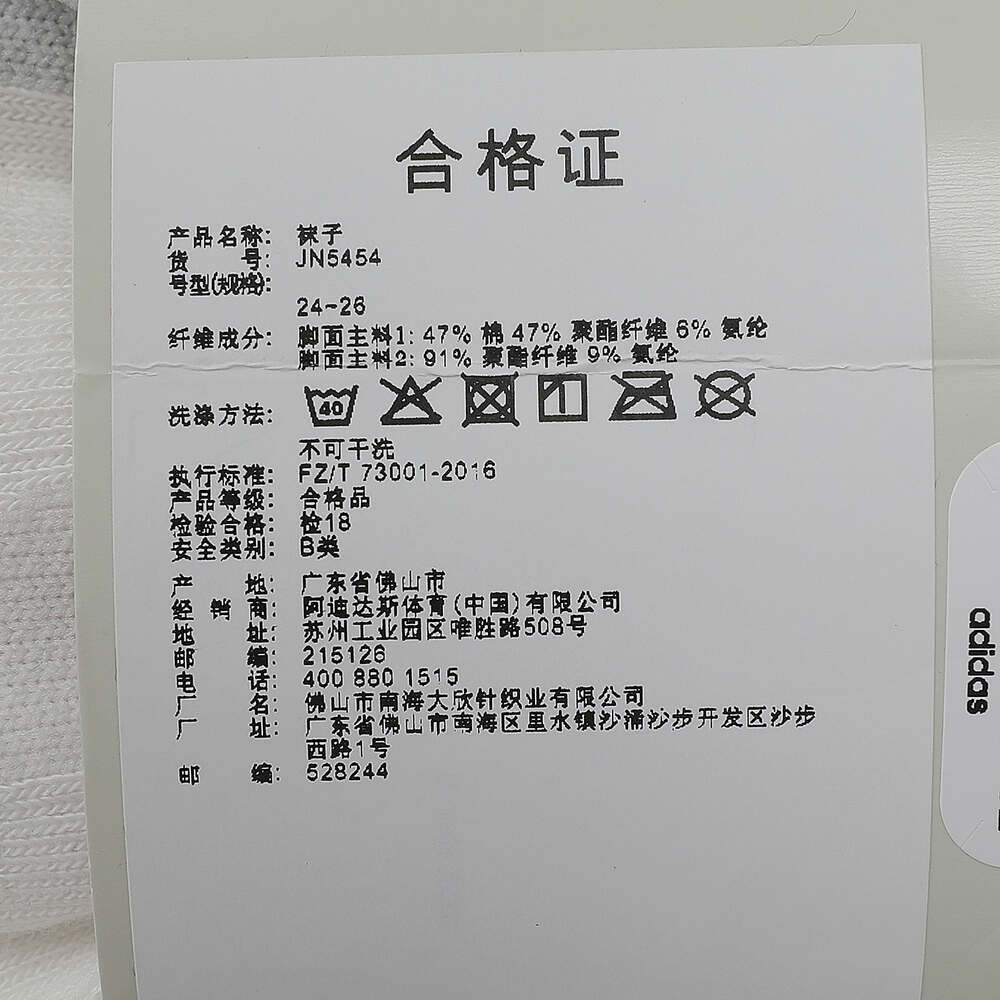 合格证
产品名称: 袜子
货 号: JN5454
号型(规格):
24-26
纤维成分: 脚面主料1: 47% 棉 47% 聚酯纤维 6% 氨纶
脚面主料2: 91% 聚酯纤维 9% 氨纶
洗涤方法: 40
不可干洗
执行标准: FZ/T 73001-2016
产品等级: 合格品
检验合格: 检18
安全类别: B类
产 地: 广东省佛山市
经 销 商: 阿迪达斯体育(中国)有限公司
地 址: 苏州工业园区唯胜路508号
邮 编: 215126
电 话: 400 880 1515
厂 名: 佛山市南海大欣针织业有限公司
厂 址: 广东省佛山市南海区里水镇沙涌沙步开发区沙步
西路1号
邮 编: 528244
adidas